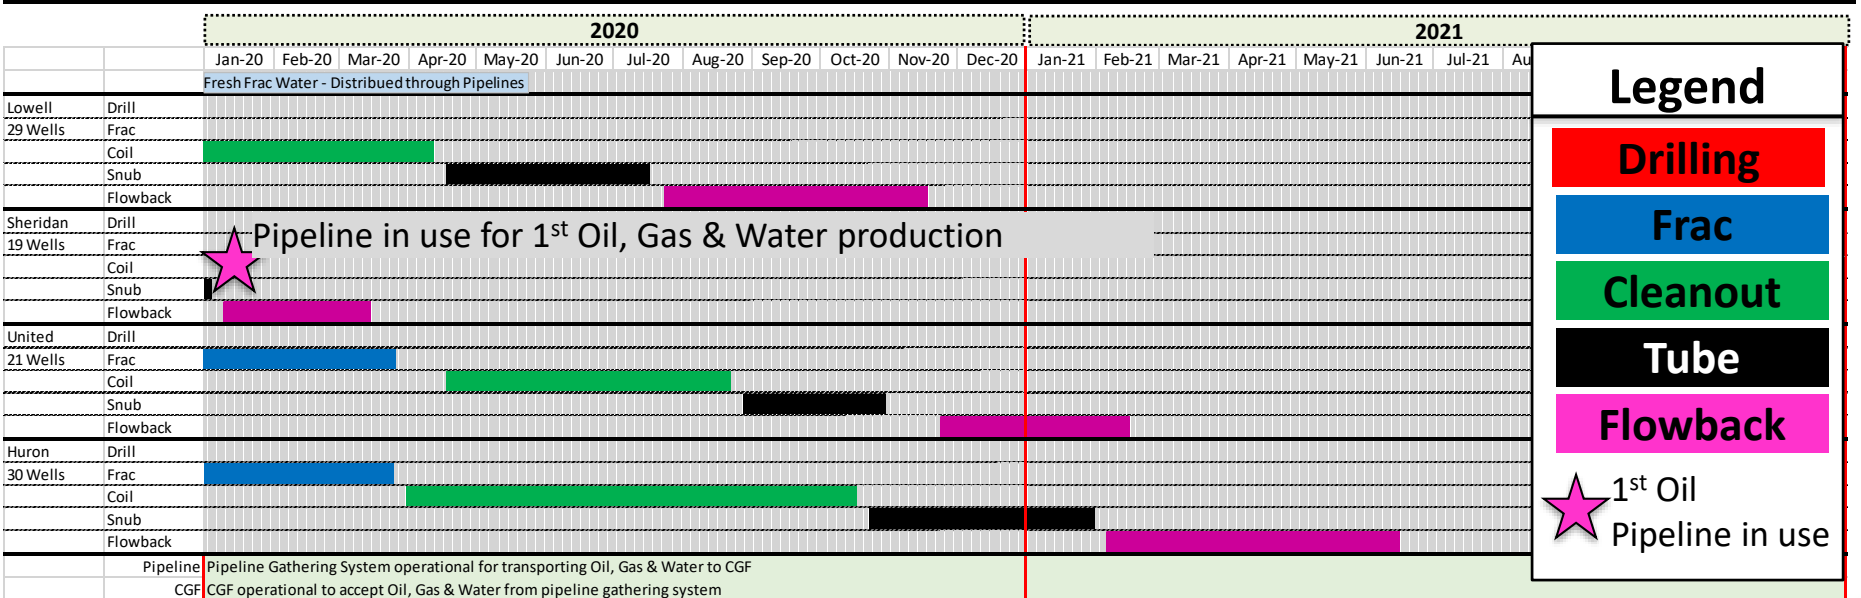 2020 2021
Jan-20 Feb-20 Mar-20 Apr-20 May-20 Jun-20 Jul-20 Aug-20 Sep-20 Oct-20 Nov-20 Dec-20 Jan-21 Feb-21 Mar-21 Apr-21 May-21 Jun-21 Jul-21 Au
Fresh Frac Water - Distribued through Pipelines
Lowell Drill
29 Wells Frac
Coil
Snub
Flowback
Sheridan Drill
Pipeline in use for 1st Oil, Gas & Water production
19 Wells Frac
Coil
Snub
Flowback
United Drill
21 Wells Frac
Coil
Snub
Flowback
Huron Drill
30 Wells Frac
Coil
Snub
Flowback
Pipeline Pipeline Gathering System operational for transporting Oil, Gas & Water to CGF
CGF CGF operational to accept Oil, Gas & Water from pipeline gathering system
Legend
Drilling
Frac
Cleanout
Tube
Flowback
1st Oil
Pipeline in use